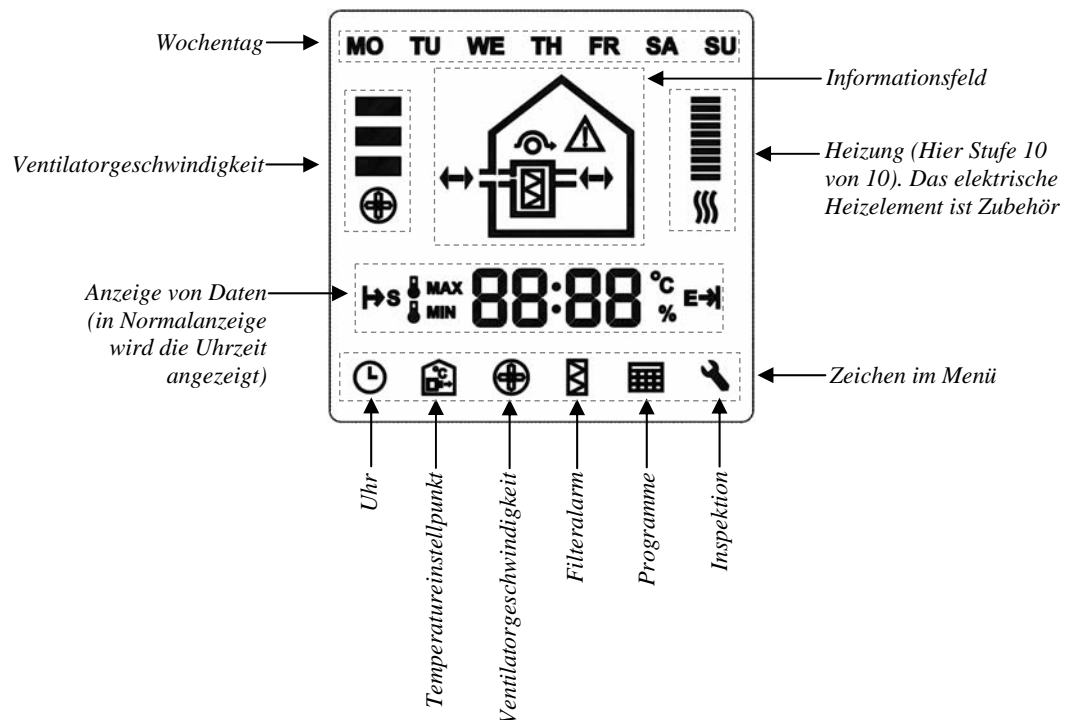 Wochentag
MO TU WE TH FR SA SU
Informationsfeld
Ventilatorgeschwindigkeit
Heizung (Hier Stufe 10
von 10). Das elektrische
Heizelement ist Zubehör
Anzeige von Daten
(in Normalanzeige
wird die Uhrzeit
angezeigt)
S MAX 88:88 °C E
MIN %
°C
Zeichen im Menü
Uhr
Temperatureinstellpunkt
Ventilatorgeschwindigkeit
Filteralarm
Programme
Inspektion